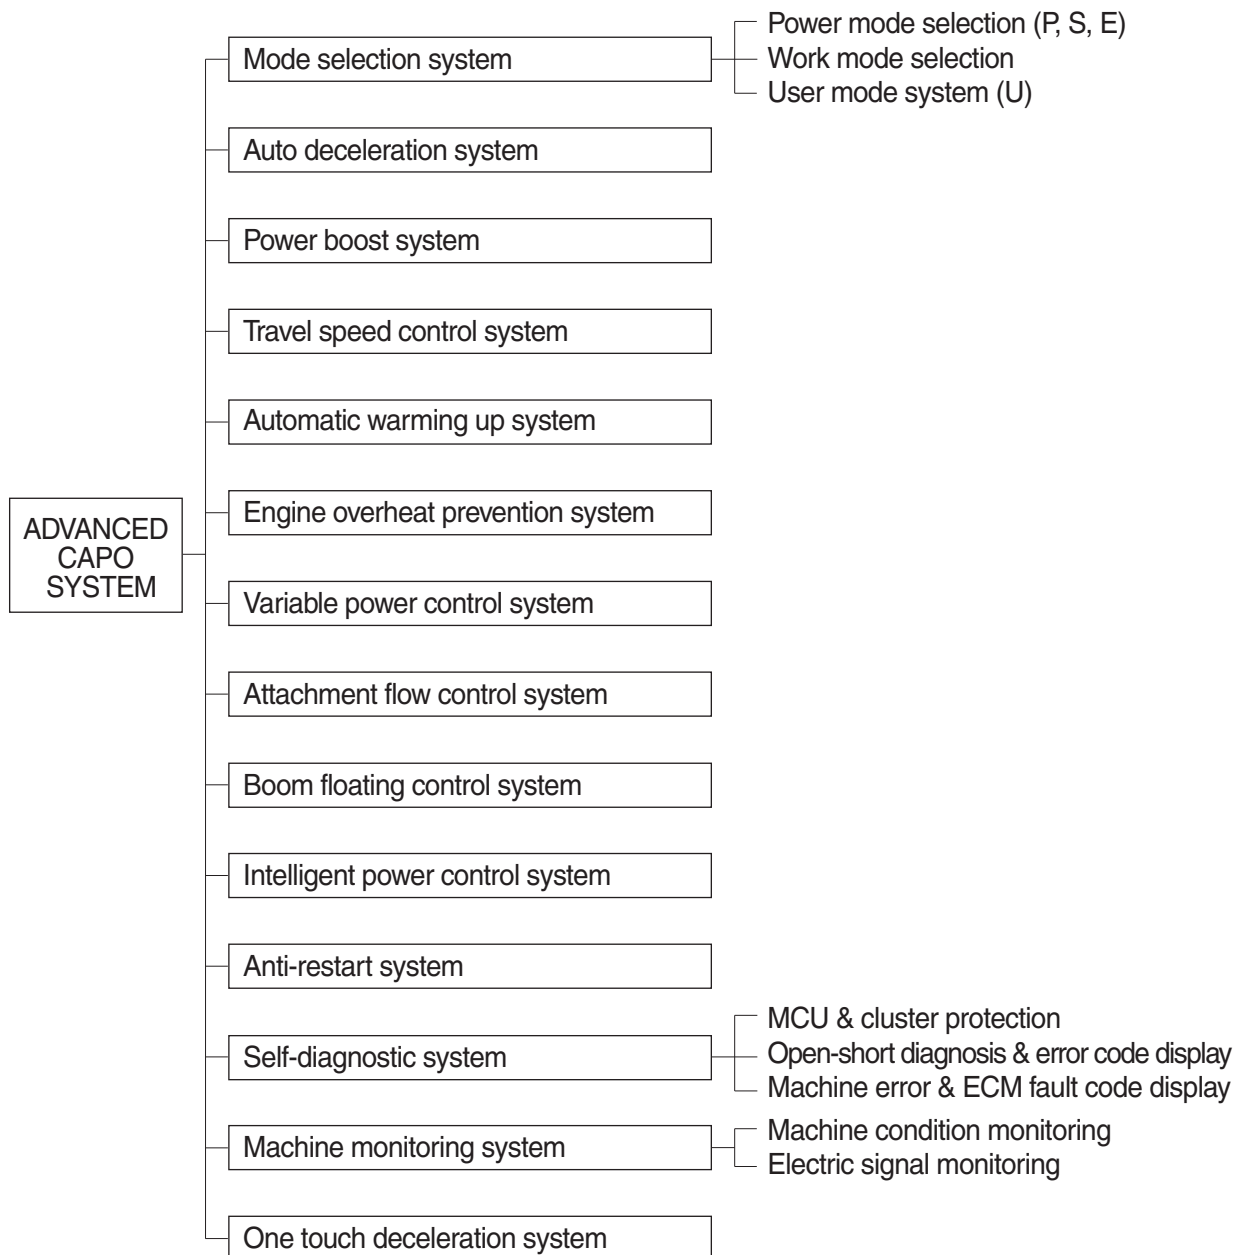 Mode selection system
Power mode selection (P, S, E)
Work mode selection
User mode system (U)
Auto deceleration system
Power boost system
Travel speed control system
Automatic warming up system
Engine overheat prevention system
ADVANCED
CAPO
SYSTEM
Variable power control system
Attachment flow control system
Boom floating control system
Intelligent power control system
Anti-restart system
Self-diagnostic system
MCU & cluster protection
Open-short diagnosis & error code display
Machine error & ECM fault code display
Machine monitoring system
Machine condition monitoring
Electric signal monitoring
One touch deceleration system